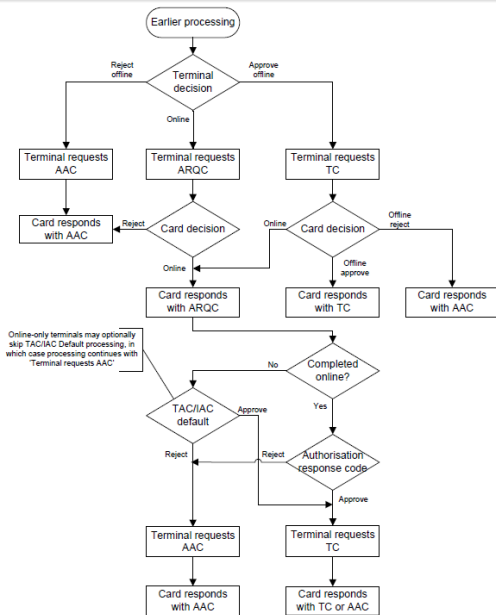 Earlier processing
Reject
offline
Terminal
decision
Approve
offline
Online
Terminal requests
AAC
Terminal requests
ARQC
Terminal requests
TC
Card responds
with AAC
Reject
Card decision
Online
Card decision
Offline
reject
Online
Offline
approve
Card responds
with ARQC
Card responds
with TC
Card responds
with AAC
Online-only terminals may optionally
skip TAC/IAC Default processing, in
which case processing continues with
'Terminal requests AAC'
No
Completed
online?
TAC/IAC
default
Approve
Yes
Reject
Reject
Authorisation
response code
Approve
Terminal requests
AAC
Terminal requests
TC
Card responds
with AAC
Card responds
with TC or AAC